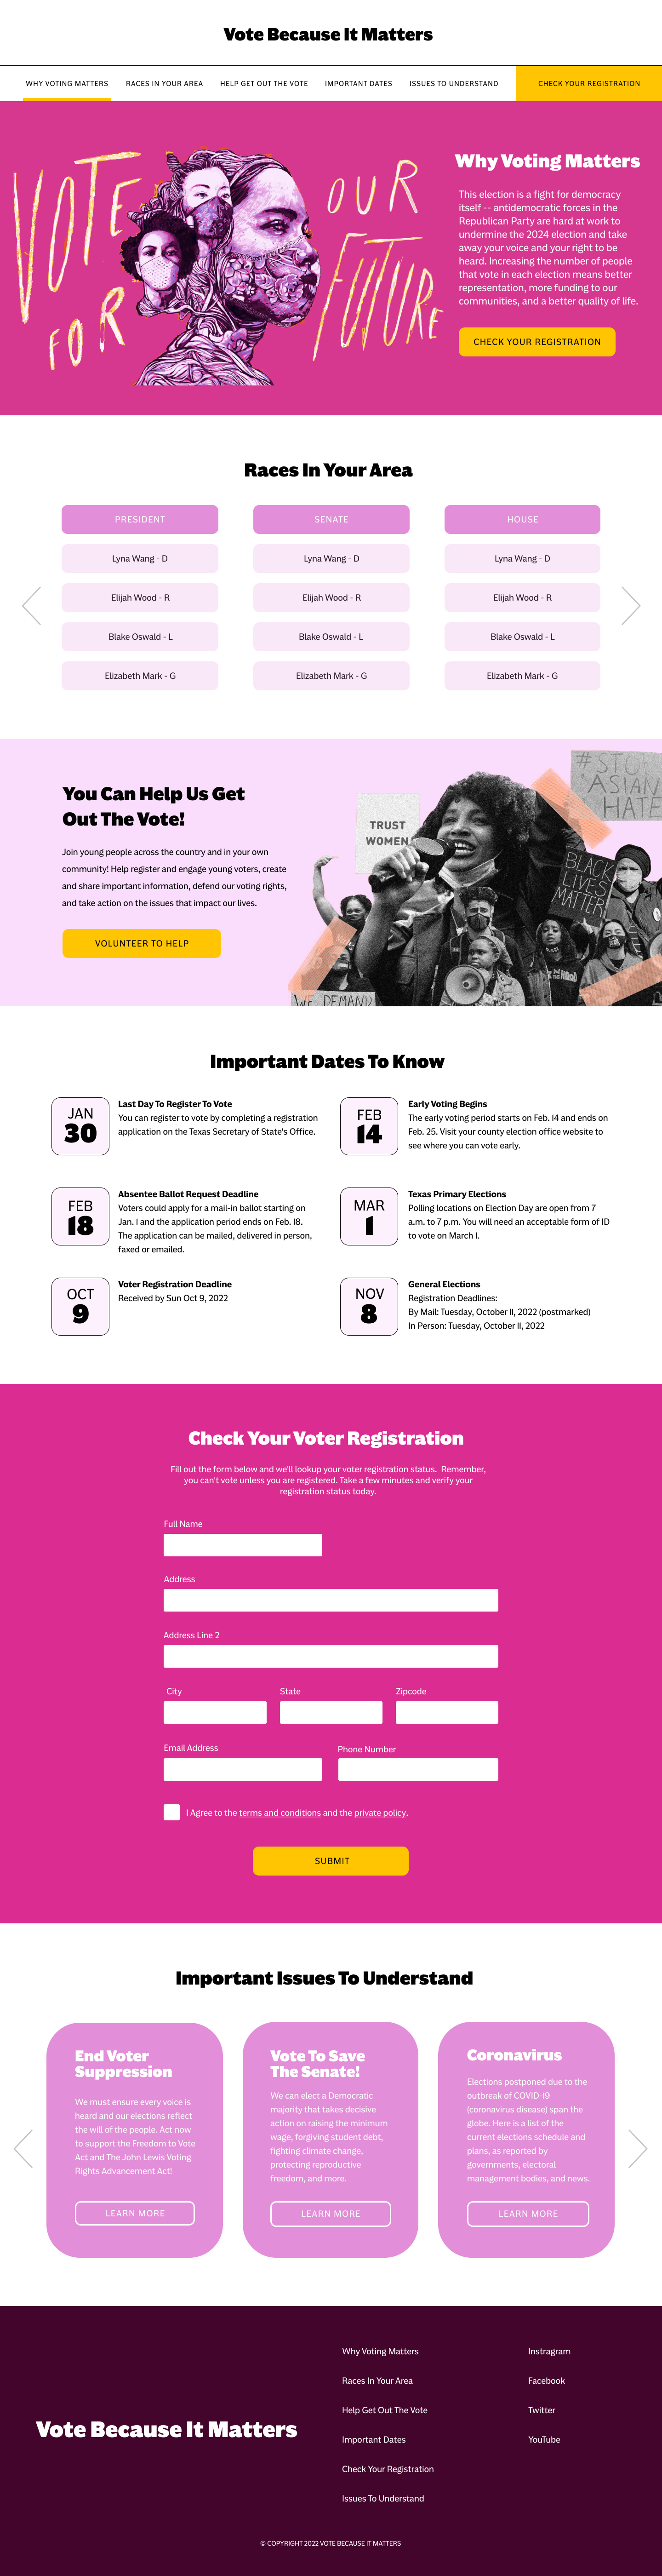 Vote Because It Matters
WHY VOTING MATTERS
RACES IN YOUR AREA
HELP GET OUT THE VOTE
IMPORTANT DATES
ISSUES TO UNDERSTAND
CHECK YOUR REGISTRATION
VOTE
FOR
OUR
FUTURE
Why Voting Matters
This election is a fight for democracy
itself -- antidemocratic forces in the
Republican Party are hard at work to
undermine the 2024 election and take
away your voice and your right to be
heard. Increasing the number of people
that vote in each election means better
representation, more funding to our
communities, and a better quality of life.
CHECK YOUR REGISTRATION
Races In Your Area
PRESIDENT
Lyna Wang - D
Elijah Wood - R
Blake Oswald - L
Elizabeth Mark - G
SENATE
Lyna Wang - D
Elijah Wood - R
Blake Oswald - L
Elizabeth Mark - G
HOUSE
Lyna Wang - D
Elijah Wood - R
Blake Oswald - L
Elizabeth Mark - G
You Can Help Us Get
Out The Vote!
Join young people across the country and in your own
community! Help register and engage young voters, create
and share important information, defend our voting rights,
and take action on the issues that impact our lives.
VOLUNTEER TO HELP
TRUST
WOMEN
#STOP
ASIAN
HATE
BLACK
LIVES
MATTER
WE DEMAND
Important Dates To Know
JAN
30
Last Day To Register To Vote
You can register to vote by completing a registration
application on the Texas Secretary of State's Office.
FEB
14
Early Voting Begins
The early voting period starts on Feb. 14 and ends on
Feb. 25. Visit your county election office website to
see where you can vote early.
FEB
18
Absentee Ballot Request Deadline
Voters could apply for a mail-in ballot starting on
Jan. 1 and the application period ends on Feb. 18.
The application can be mailed, delivered in person,
faxed or emailed.
MAR
1
Texas Primary Elections
Polling locations on Election Day are open from 7
a.m. to 7 p.m. You will need an acceptable form of ID
to vote on March 1.
OCT
9
Voter Registration Deadline
Received by Sun Oct 9, 2022
NOV
8
General Elections
Registration Deadlines:
By Mail: Tuesday, October 11, 2022 (postmarked)
In Person: Tuesday, October 11, 2022
Check Your Voter Registration
Fill out the form below and we'll lookup your voter registration status. Remember,
you can't vote unless you are registered. Take a few minutes and verify your
registration status today.
Full Name
Address
Address Line 2
City
State
Zipcode
Email Address
Phone Number
I Agree to the terms and conditions and the private policy.
SUBMIT
Important Issues To Understand
End Voter
Suppression
We must ensure every voice is
heard and our elections reflect
the will of the people. Act now
to support the Freedom to Vote
Act and The John Lewis Voting
Rights Advancement Act!
LEARN MORE
Vote To Save
The Senate!
We can elect a Democratic
majority that takes decisive
action on raising the minimum
wage, forgiving student debt,
fighting climate change,
protecting reproductive
freedom, and more.
LEARN MORE
Coronavirus
Elections postponed due to the
outbreak of COVID-19
(coronavirus disease) span the
globe. Here is a list of the
current elections schedule and
plans, as reported by
governments, electoral
management bodies, and news.
LEARN MORE
Vote Because It Matters
Why Voting Matters
Races In Your Area
Help Get Out The Vote
Important Dates
Check Your Registration
Issues To Understand
Instragram
Facebook
Twitter
YouTube
© COPYRIGHT 2022 VOTE BECAUSE IT MATTERS